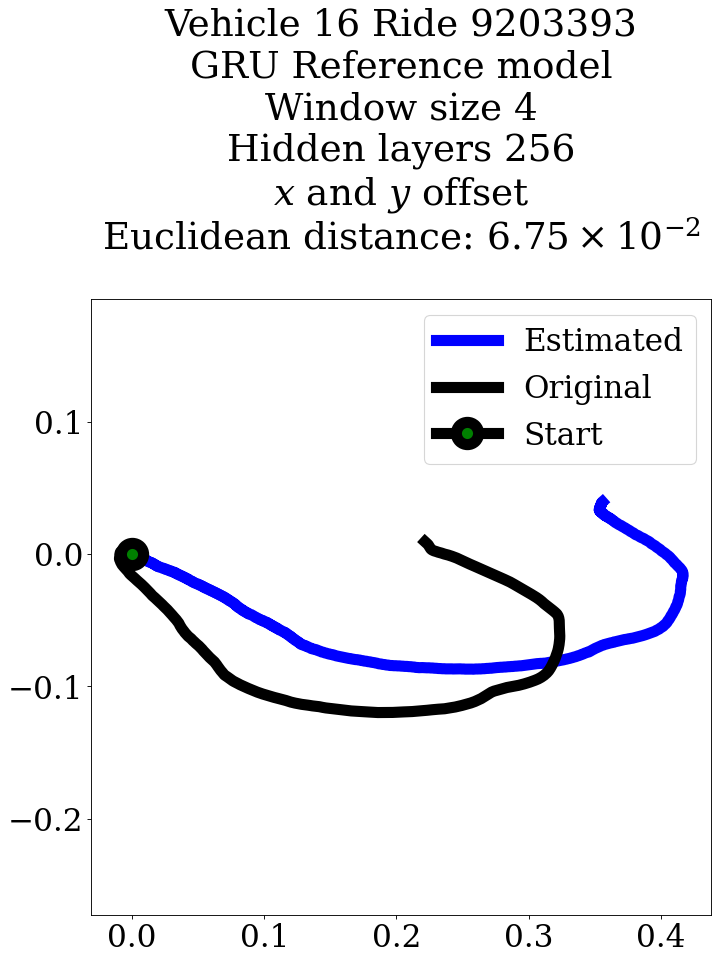 Vehicle 16 Ride 9203393
GRU Reference model
Window size 4
Hidden layers 256
x and y offset
Euclidean distance: 6.75 × 10⁻²
Estimated
Original
Start
0.1
0.0
−0.1
−0.2
0.0 0.1 0.2 0.3 0.4